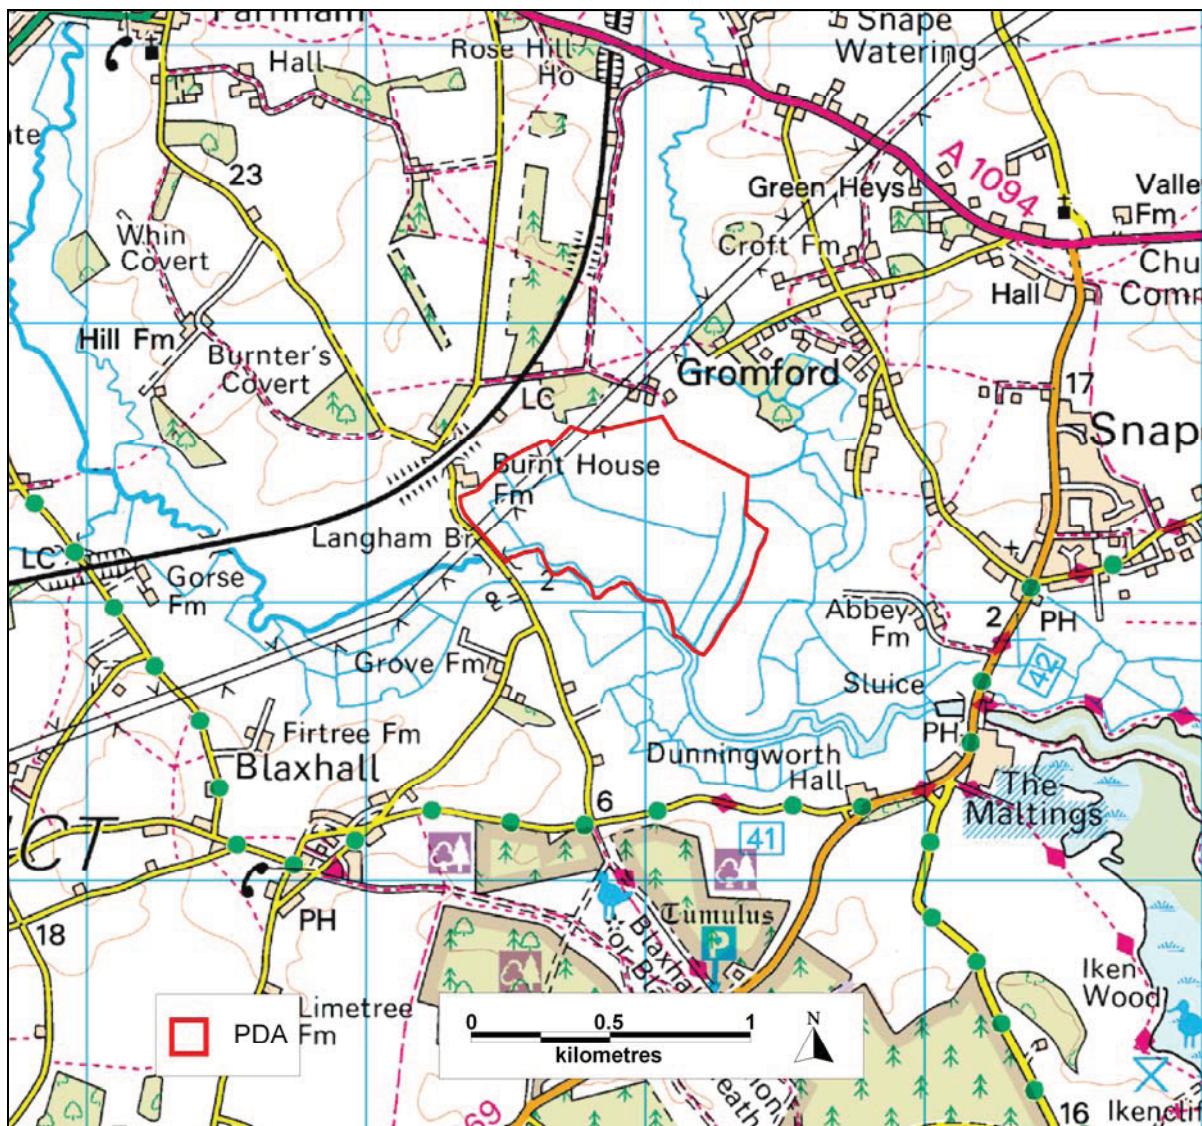 Farnham
Snape
Watering
Rose Hill
Ho
Hall
23
A 1094
Green Heys
Valle
Fm
Whin
Covert
Croft Fm
Chu
Comm
Hall
Hill Fm
Burnter's
Covert
Gromford
LC
17
Snap
Burnt House
Fm
Langham Br
LC
Gorse
Fm
2
Abbey
Fm
2
PH
Grove Fm
Sluice
42
Firtree Fm
PH
Blaxhall
Dunningworth
Hall
The
Maltings
6
41
CT
Tumulus
P
PH
18
Iken
Wood
Limetree
Fm
PDA
0 0.5 1
kilometres
N
69
16